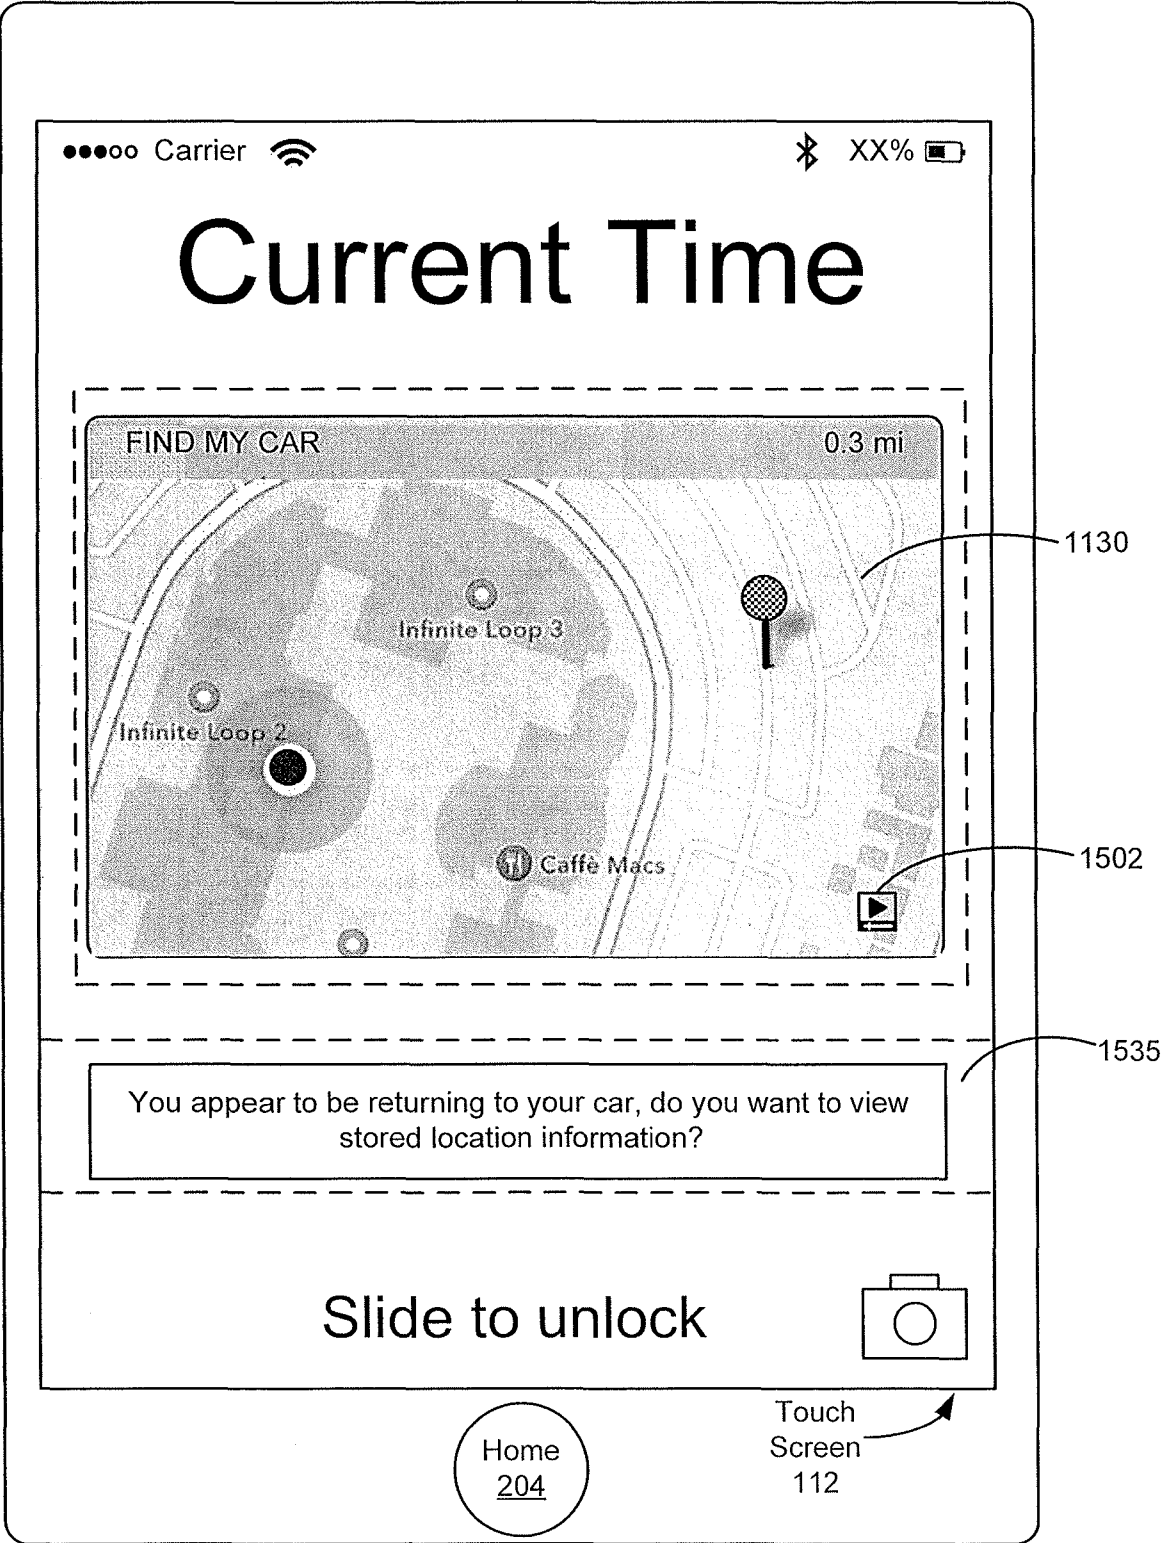 Carrier XX%
Current Time
FIND MY CAR 0.3 mi
1130
Infinite Loop 3
Infinite Loop 2
Caffè Macs
1502
1535
You appear to be returning to your car, do you want to view
stored location information?
Slide to unlock
Touch
Screen
112
Home
204